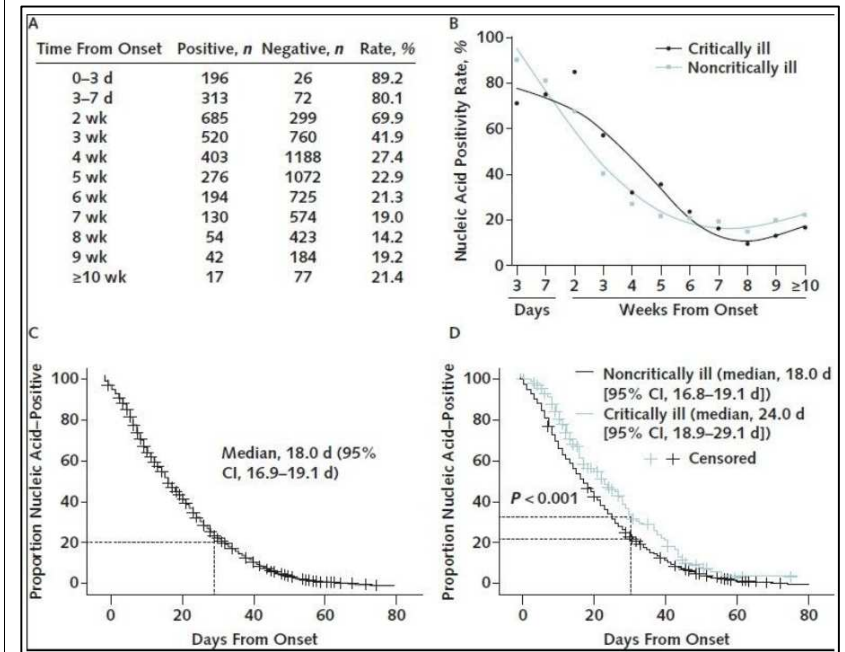 A
Time From Onset Positive, n Negative, n Rate, %
0–3 d 196 26 89.2
3–7 d 313 72 80.1
2 wk 685 299 69.9
3 wk 520 760 41.9
4 wk 403 1188 27.4
5 wk 276 1072 22.9
6 wk 194 725 21.3
7 wk 130 574 19.0
8 wk 54 423 14.2
9 wk 42 184 19.2
≥10 wk 17 77 21.4
B
Nucleic Acid Positivity Rate, %
100
80
60
40
20
0
Critically ill
Noncritically ill
3 7 2 3 4 5 6 7 8 9 ≥10
Days Weeks From Onset
C
Proportion Nucleic Acid–Positive
100
80
60
40
20
0
Median, 18.0 d (95%
CI, 16.9–19.1 d)
0 20 40 60 80
Days From Onset
D
Proportion Nucleic Acid–Positive
100
80
60
40
20
0
Noncritically ill (median, 18.0 d
[95% CI, 16.8–19.1 d])
Critically ill (median, 24.0 d
[95% CI, 18.9–29.1 d])
Censored
P < 0.001
0 20 40 60 80
Days From Onset